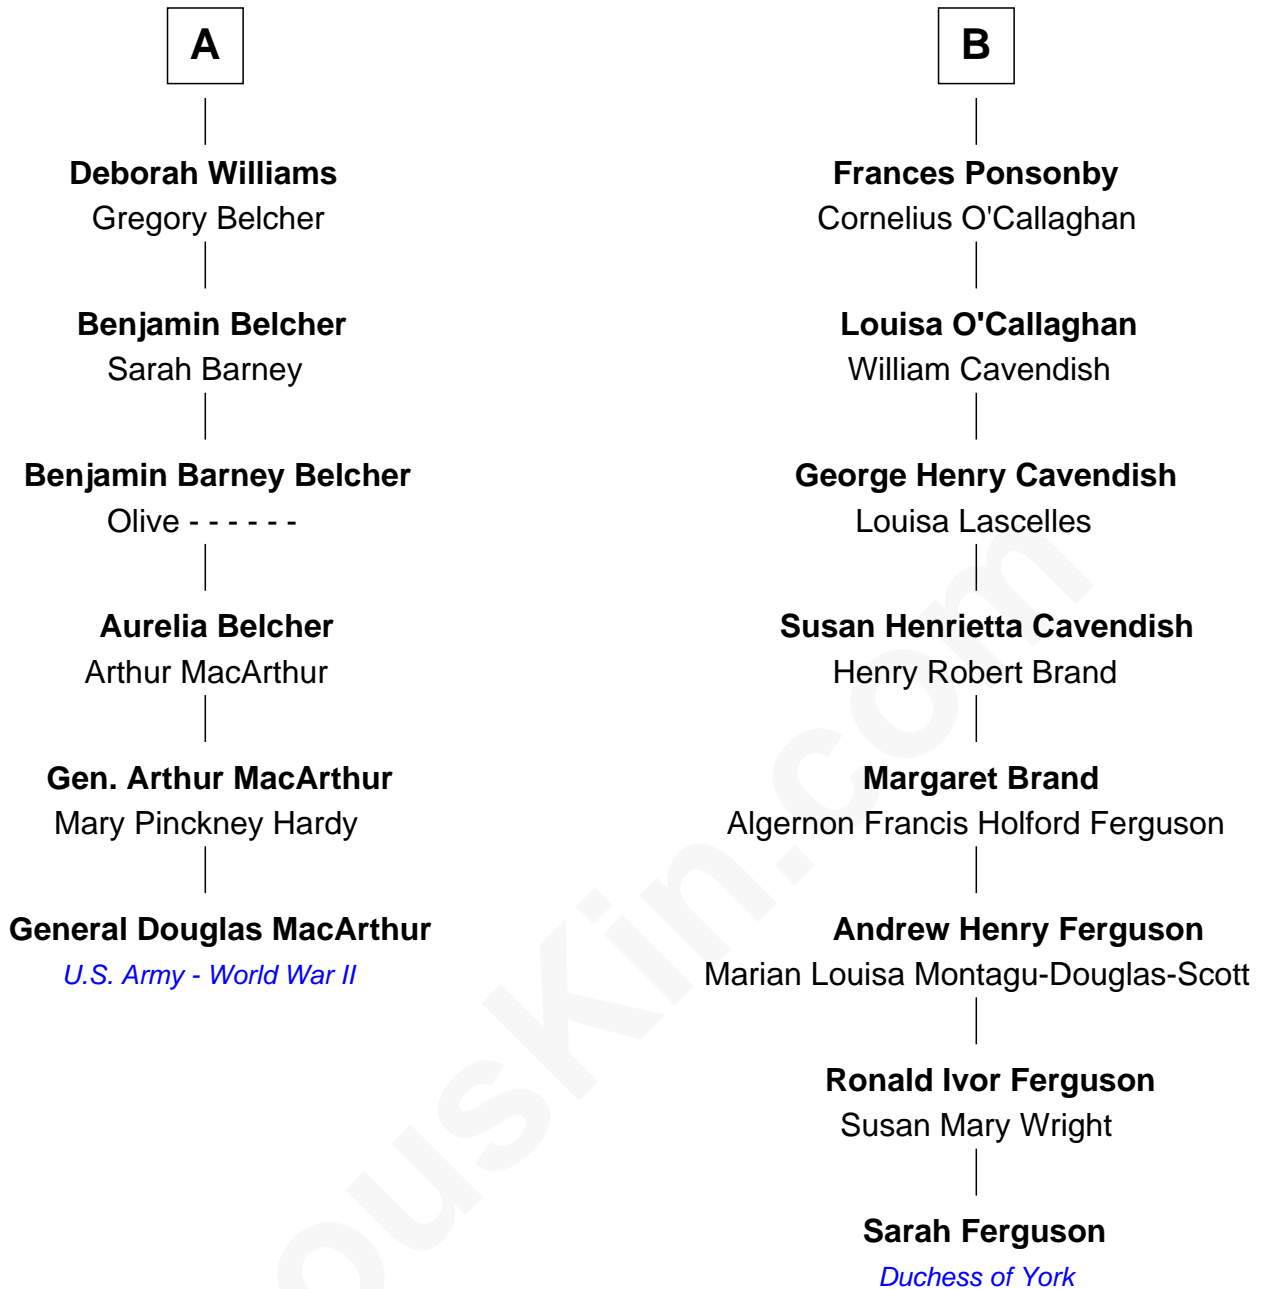 A
Deborah Williams
Gregory Belcher
Benjamin Belcher
Sarah Barney
Benjamin Barney Belcher
Olive - - - - - -
Aurelia Belcher
Arthur MacArthur
Gen. Arthur MacArthur
Mary Pinckney Hardy
General Douglas MacArthur
U.S. Army - World War II
B
Frances Ponsonby
Cornelius O'Callaghan
Louisa O'Callaghan
William Cavendish
George Henry Cavendish
Louisa Lascelles
Susan Henrietta Cavendish
Henry Robert Brand
Margaret Brand
Algernon Francis Holford Ferguson
Andrew Henry Ferguson
Marian Louisa Montagu-Douglas-Scott
Ronald Ivor Ferguson
Susan Mary Wright
Sarah Ferguson
Duchess of York
ousKin.com